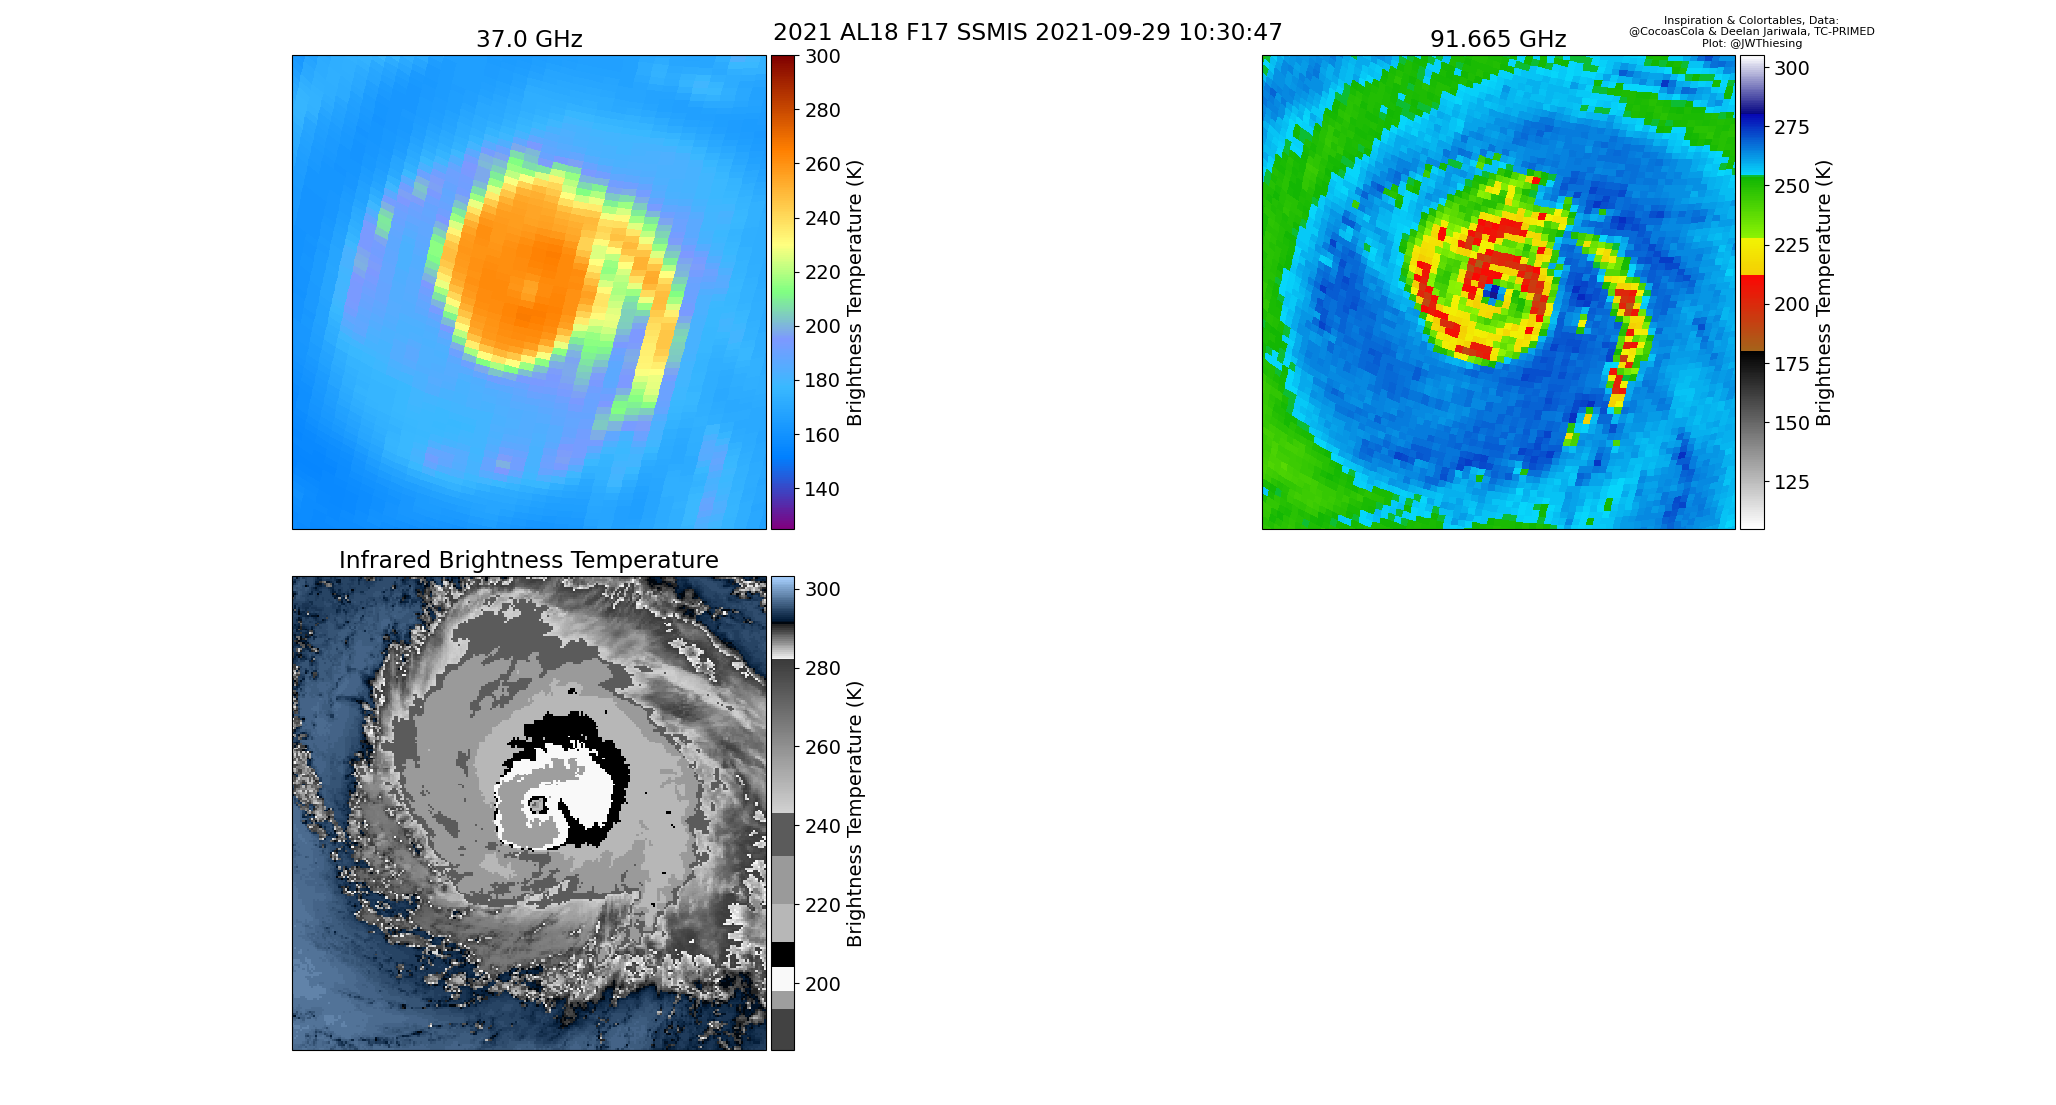 2021 AL18 F17 SSMIS 2021-09-29 10:30:47
Inspiration & Colortables, Data:
@CocoasCola & Deelan Jariwala, TC-PRIMED
Plot: @JWThiesing
37.0 GHz
300
280
260
240
220
200
180
160
140
Brightness Temperature (K)
91.665 GHz
300
275
250
225
200
175
150
125
Brightness Temperature (K)
Infrared Brightness Temperature
300
280
260
240
220
200
Brightness Temperature (K)